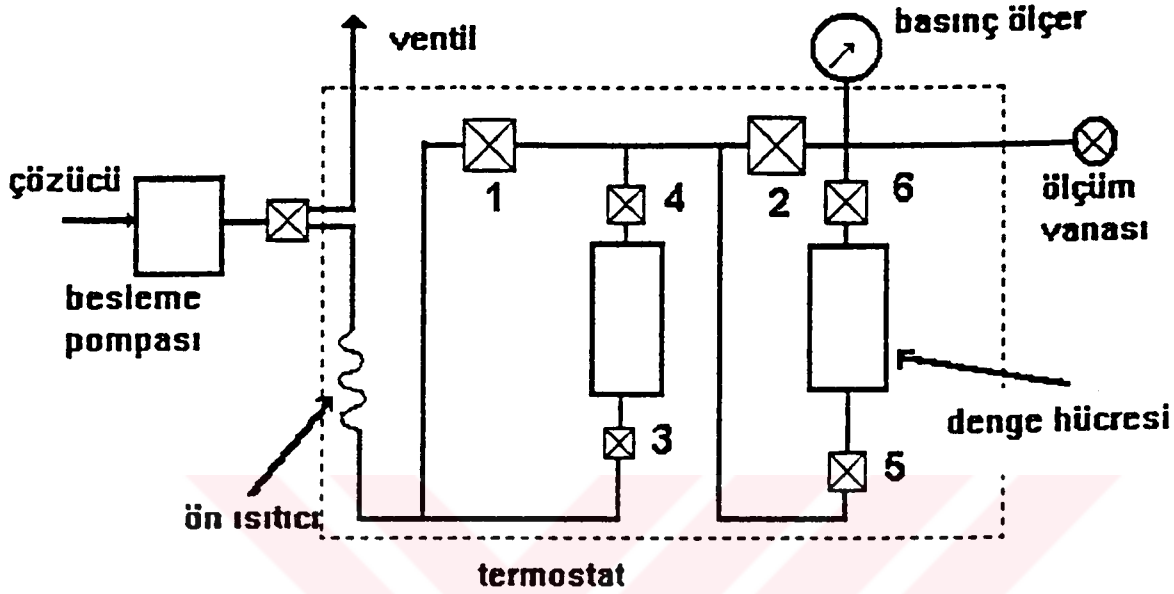 ventil
basınç ölçer
çözücü
1
4
2
6
ölçüm
vanası
besleme
pompası
3
5
denge hücresi
ön ısıtıcı
termostat